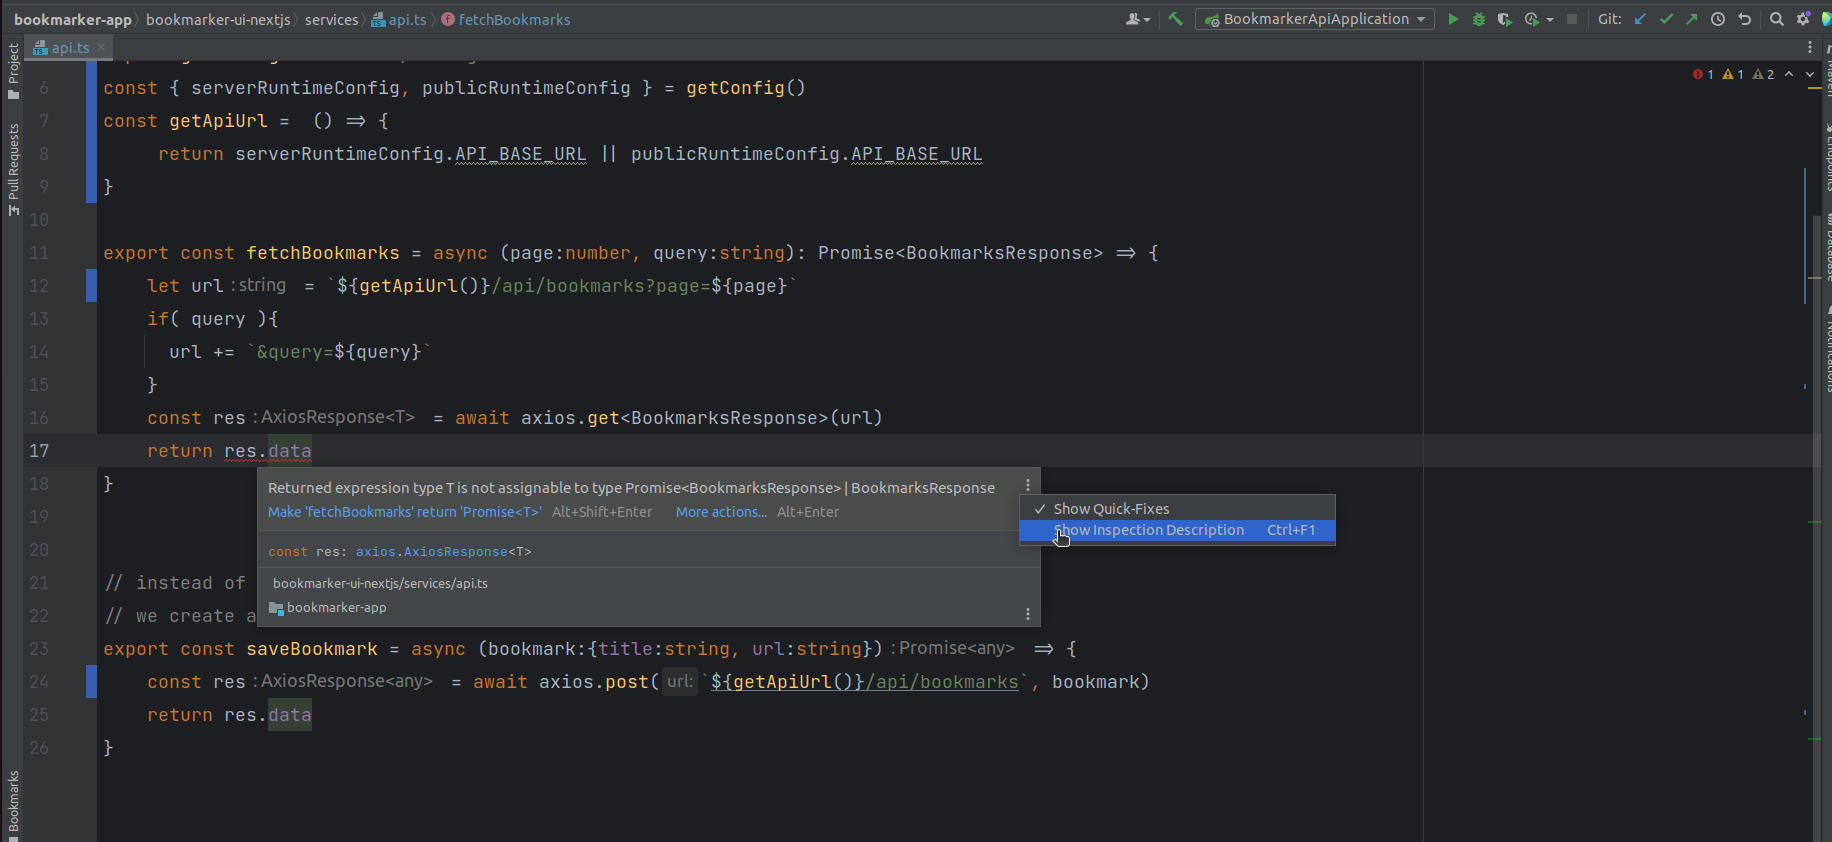 bookmarker-app bookmarker-ui-nextjs services api.ts fetchBookmarks BookmarkerApiApplication Git:
Project
Pull Requests
Bookmarks
api.ts
1 1 2
6 const { serverRuntimeConfig, publicRuntimeConfig } = getConfig()
7 const getApiUrl = () => {
8 return serverRuntimeConfig.API_BASE_URL || publicRuntimeConfig.API_BASE_URL
9 }
10
11 export const fetchBookmarks = async (page:number, query:string): Promise<BookmarksResponse> => {
12 let url : string = `${getApiUrl()}/api/bookmarks?page=${page}`
13 if( query ){
14 url += `&query=${query}`
15 }
16 const res : AxiosResponse<T> = await axios.get<BookmarksResponse>(url)
17 return res.data
18 }
Returned expression type T is not assignable to type Promise<BookmarksResponse> | BookmarksResponse
Make 'fetchBookmarks' return 'Promise<T>' Alt+Shift+Enter More actions... Alt+Enter
const res: axios.AxiosResponse<T>
bookmarker-ui-nextjs/services/api.ts
bookmarker-app
Show Quick-Fixes
Show Inspection Description Ctrl+F1
19
20
21 // instead of
22 // we create a
23 export const saveBookmark = async (bookmark:{title:string, url:string}) : Promise<any> => {
24 const res : AxiosResponse<any> = await axios.post( url: `${getApiUrl()}/api/bookmarks`, bookmark)
25 return res.data
26 }
Database